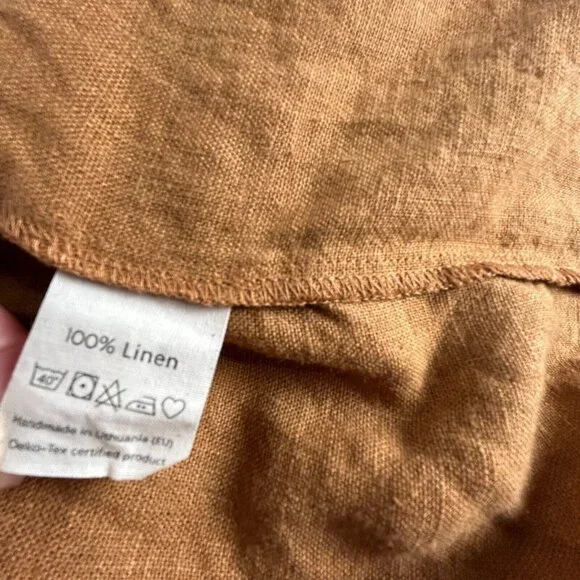 100% Linen
40°
Handmade in Lithuania (EU)
Oeko-Tex certified product